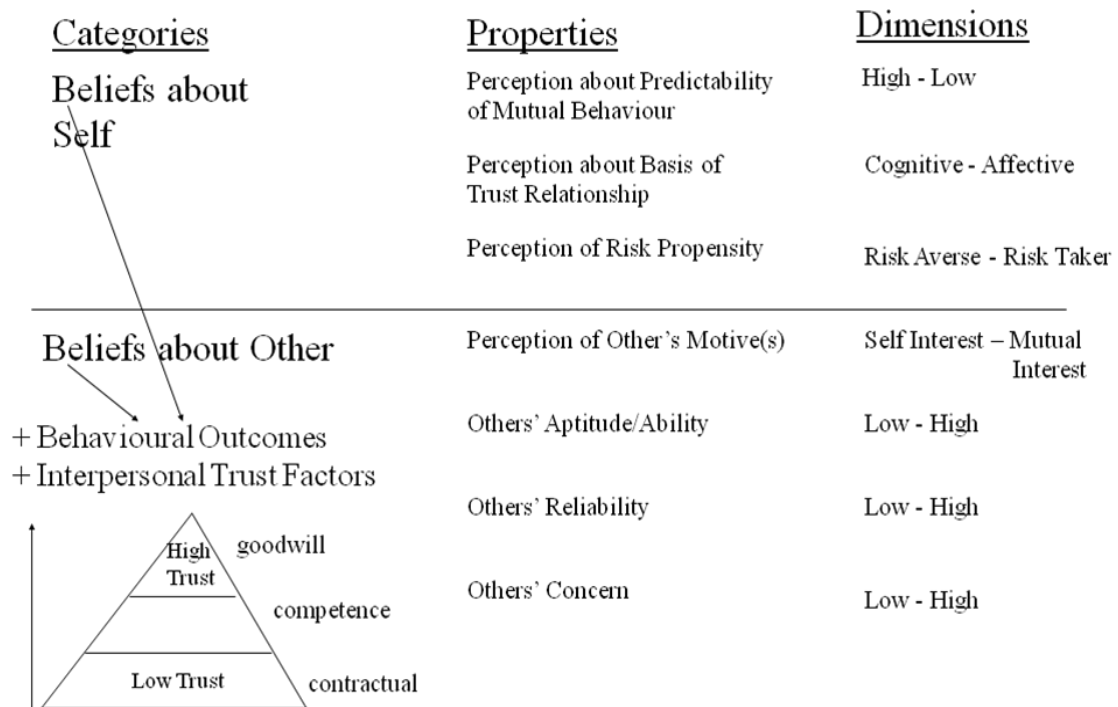 Categories
Properties
Dimensions
Beliefs about
Self
Perception about Predictability
of Mutual Behaviour
High - Low
Perception about Basis of
Trust Relationship
Cognitive - Affective
Perception of Risk Propensity
Risk Averse - Risk Taker
Beliefs about Other
Perception of Other's Motive(s)
Self Interest – Mutual
Interest
+ Behavioural Outcomes
+ Interpersonal Trust Factors
Others' Aptitude/Ability
Low - High
Others' Reliability
Low - High
Others' Concern
Low - High
High
Trust
goodwill
competence
Low Trust
contractual